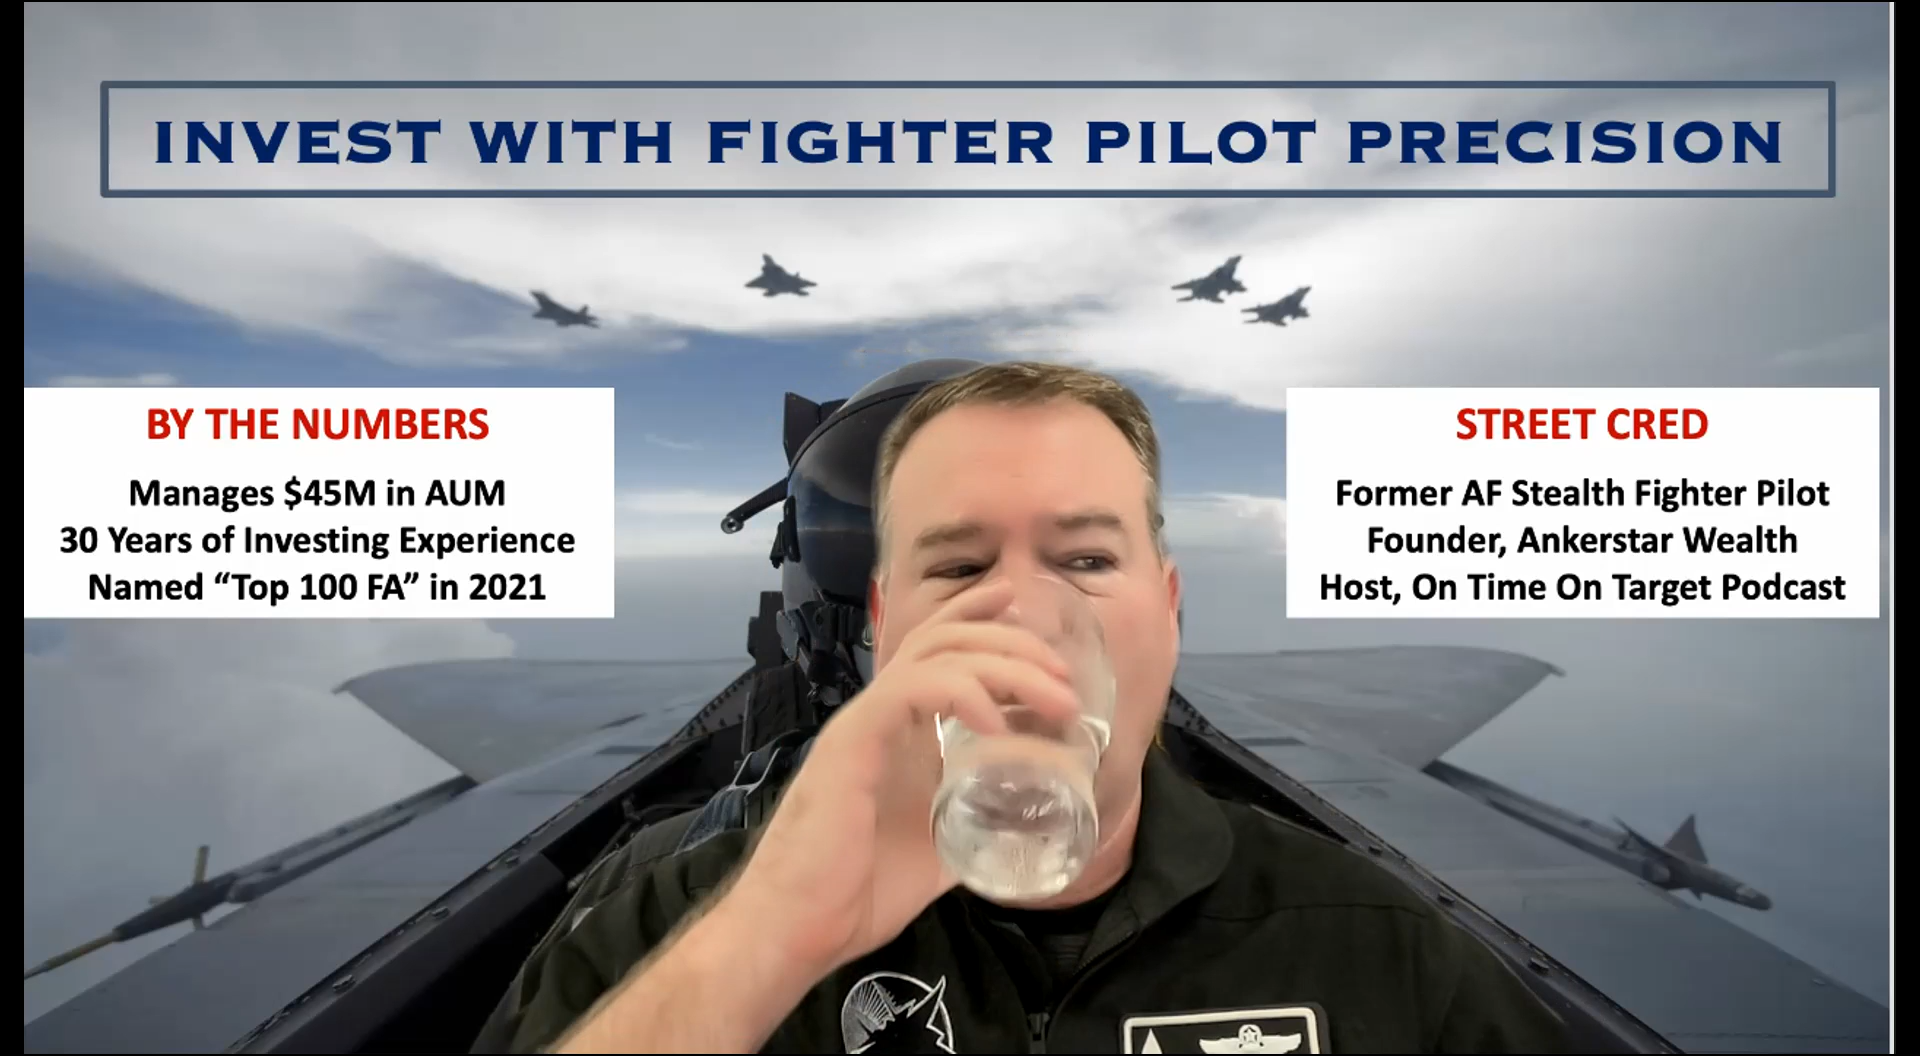 INVEST WITH FIGHTER PILOT PRECISION
BY THE NUMBERS
Manages $45M in AUM
30 Years of Investing Experience
Named “Top 100 FA” in 2021
STREET CRED
Former AF Stealth Fighter Pilot
Founder, Ankerstar Wealth
Host, On Time On Target Podcast